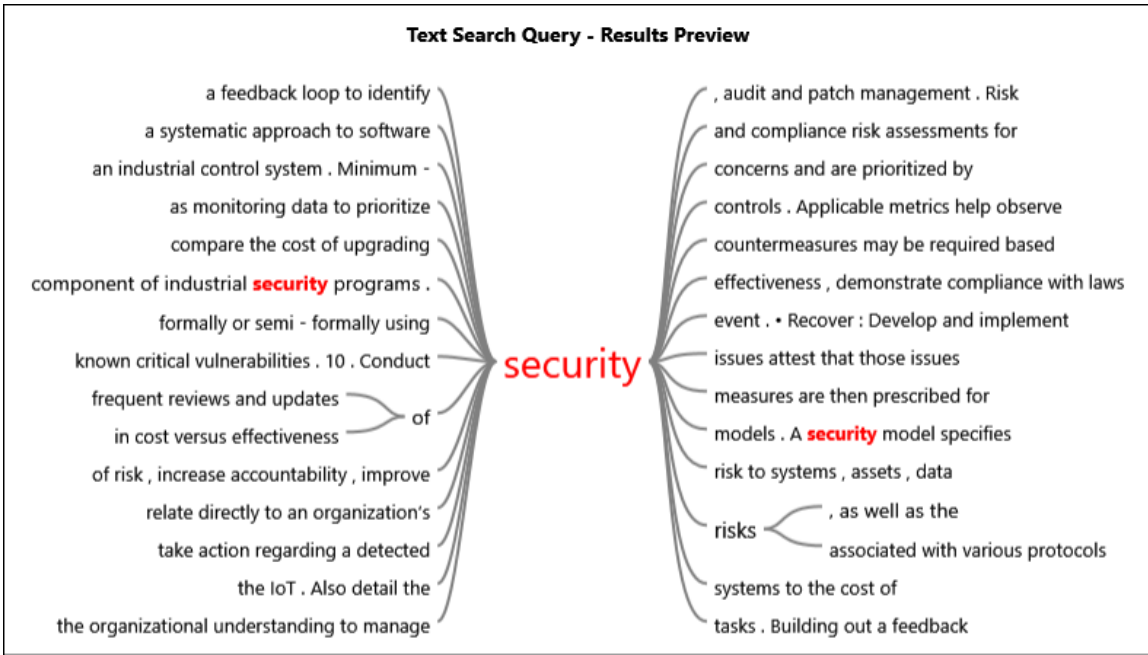 Text Search Query - Results Preview
a feedback loop to identify
a systematic approach to software
an industrial control system . Minimum -
as monitoring data to prioritize
compare the cost of upgrading
component of industrial security programs .
formally or semi - formally using
known critical vulnerabilities . 10 . Conduct
frequent reviews and updates
in cost versus effectiveness
of
of risk , increase accountability , improve
relate directly to an organization's
take action regarding a detected
the IoT . Also detail the
the organizational understanding to manage
security
, audit and patch management . Risk
and compliance risk assessments for
concerns and are prioritized by
controls . Applicable metrics help observe
countermeasures may be required based
effectiveness , demonstrate compliance with laws
event . • Recover : Develop and implement
issues attest that those issues
measures are then prescribed for
models . A security model specifies
risk to systems , assets , data
risks
, as well as the
associated with various protocols
systems to the cost of
tasks . Building out a feedback